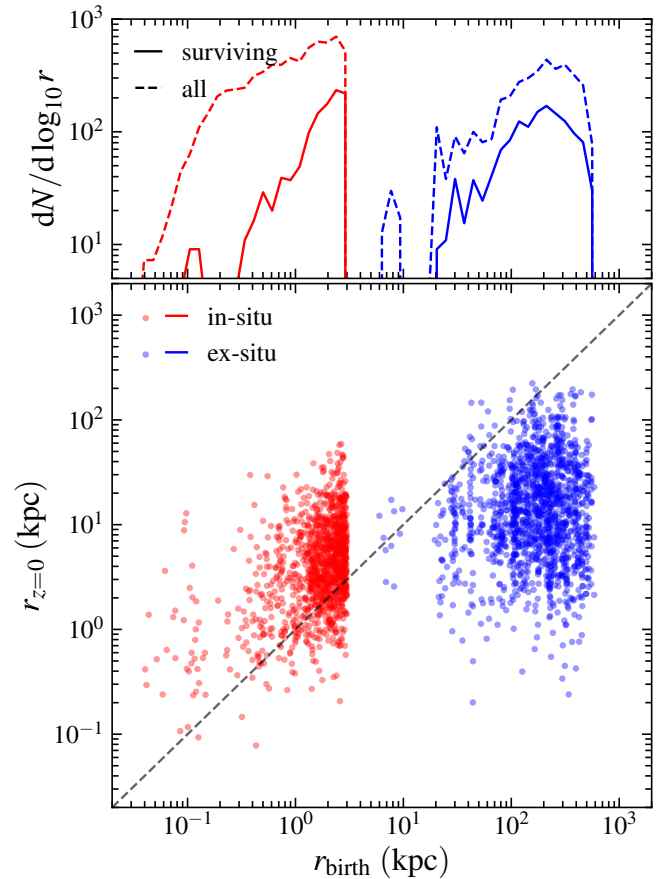 10^3
10^2
10^1
dN/dlog_10 r
surviving
all
10^3
10^2
10^1
10^0
10^−1
r_z=0 (kpc)
in-situ
ex-situ
10^−1 10^0 10^1 10^2 10^3
r_birth (kpc)